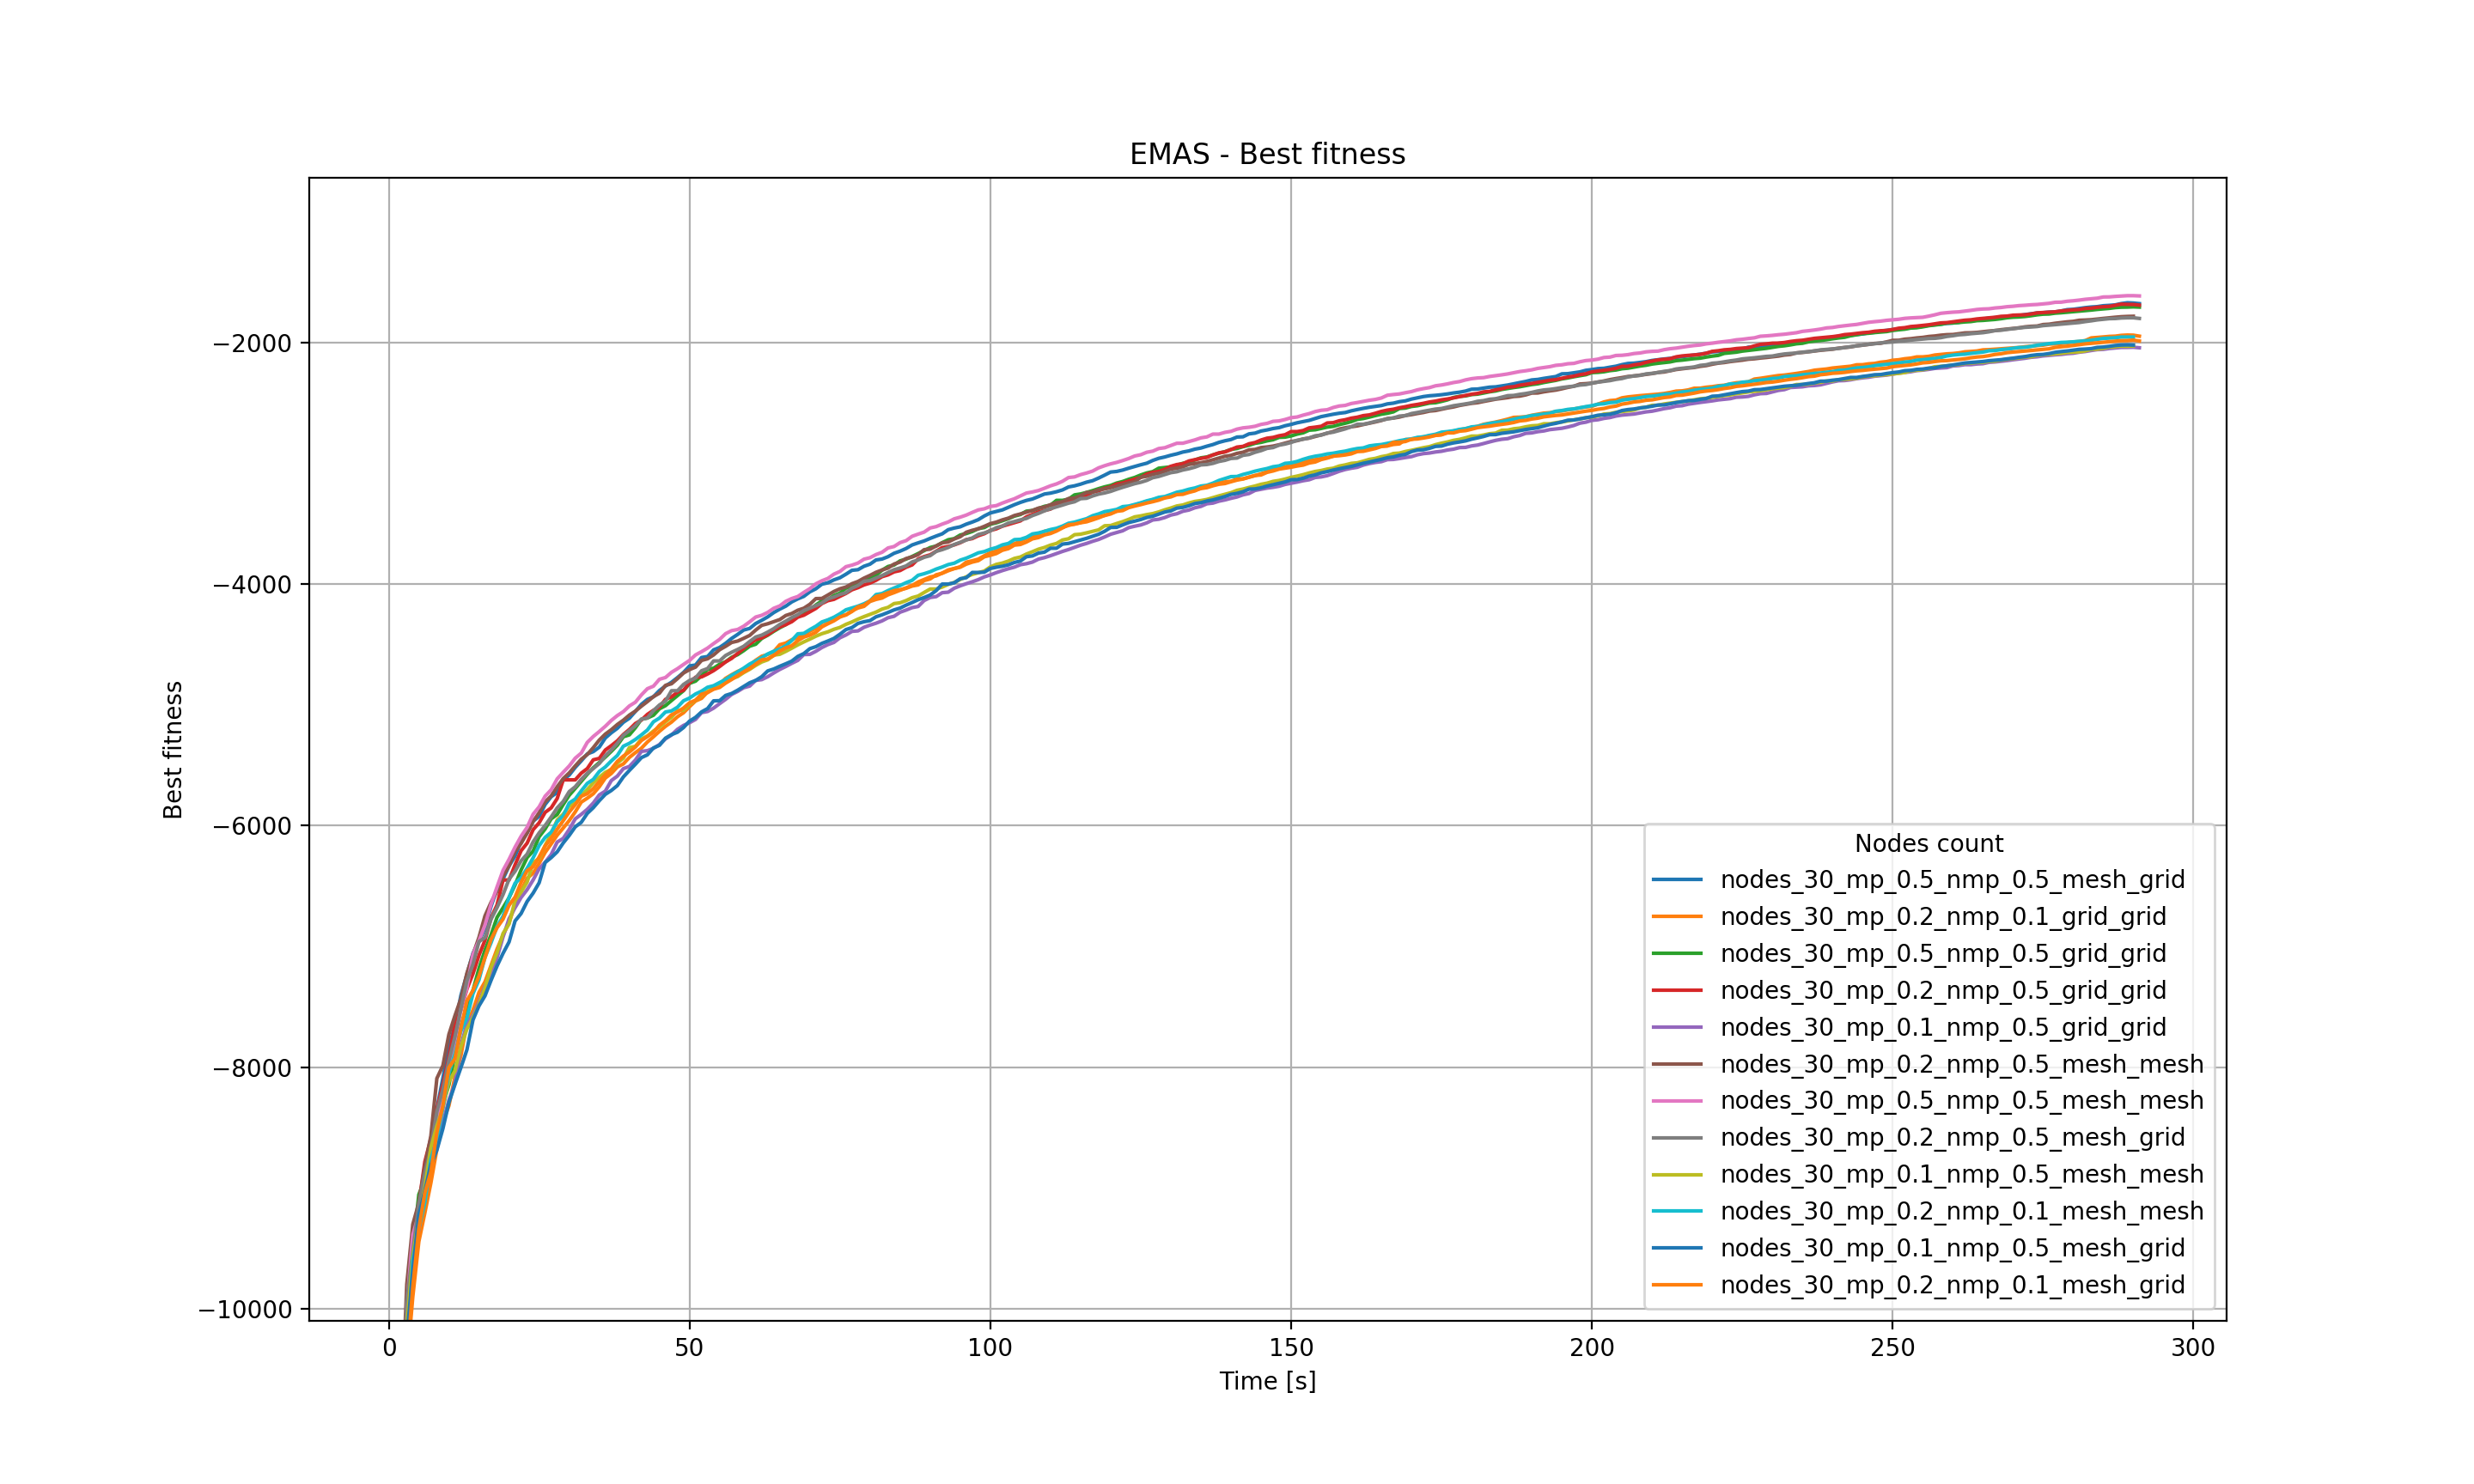 EMAS - Best fitness
Best fitness
−2000
−4000
−6000
−8000
−10000
0
50
100
150
200
250
300
Time [s]
Nodes count
nodes_30_mp_0.5_nmp_0.5_mesh_grid
nodes_30_mp_0.2_nmp_0.1_grid_grid
nodes_30_mp_0.5_nmp_0.5_grid_grid
nodes_30_mp_0.2_nmp_0.5_grid_grid
nodes_30_mp_0.1_nmp_0.5_grid_grid
nodes_30_mp_0.2_nmp_0.5_mesh_mesh
nodes_30_mp_0.5_nmp_0.5_mesh_mesh
nodes_30_mp_0.2_nmp_0.5_mesh_grid
nodes_30_mp_0.1_nmp_0.5_mesh_mesh
nodes_30_mp_0.2_nmp_0.1_mesh_mesh
nodes_30_mp_0.1_nmp_0.5_mesh_grid
nodes_30_mp_0.2_nmp_0.1_mesh_grid